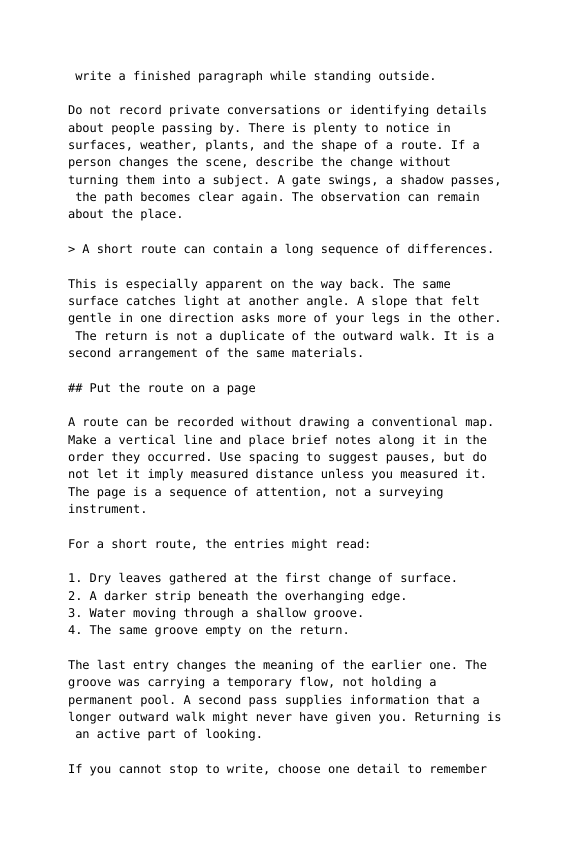 write a finished paragraph while standing outside.

Do not record private conversations or identifying details
about people passing by. There is plenty to notice in
surfaces, weather, plants, and the shape of a route. If a
person changes the scene, describe the change without
turning them into a subject. A gate swings, a shadow passes,
the path becomes clear again. The observation can remain
about the place.

> A short route can contain a long sequence of differences.

This is especially apparent on the way back. The same
surface catches light at another angle. A slope that felt
gentle in one direction asks more of your legs in the other.
The return is not a duplicate of the outward walk. It is a
second arrangement of the same materials.

## Put the route on a page

A route can be recorded without drawing a conventional map.
Make a vertical line and place brief notes along it in the
order they occurred. Use spacing to suggest pauses, but do
not let it imply measured distance unless you measured it.
The page is a sequence of attention, not a surveying
instrument.

For a short route, the entries might read:

1. Dry leaves gathered at the first change of surface.
2. A darker strip beneath the overhanging edge.
3. Water moving through a shallow groove.
4. The same groove empty on the return.

The last entry changes the meaning of the earlier one. The
groove was carrying a temporary flow, not holding a
permanent pool. A second pass supplies information that a
longer outward walk might never have given you. Returning is
an active part of looking.

If you cannot stop to write, choose one detail to remember